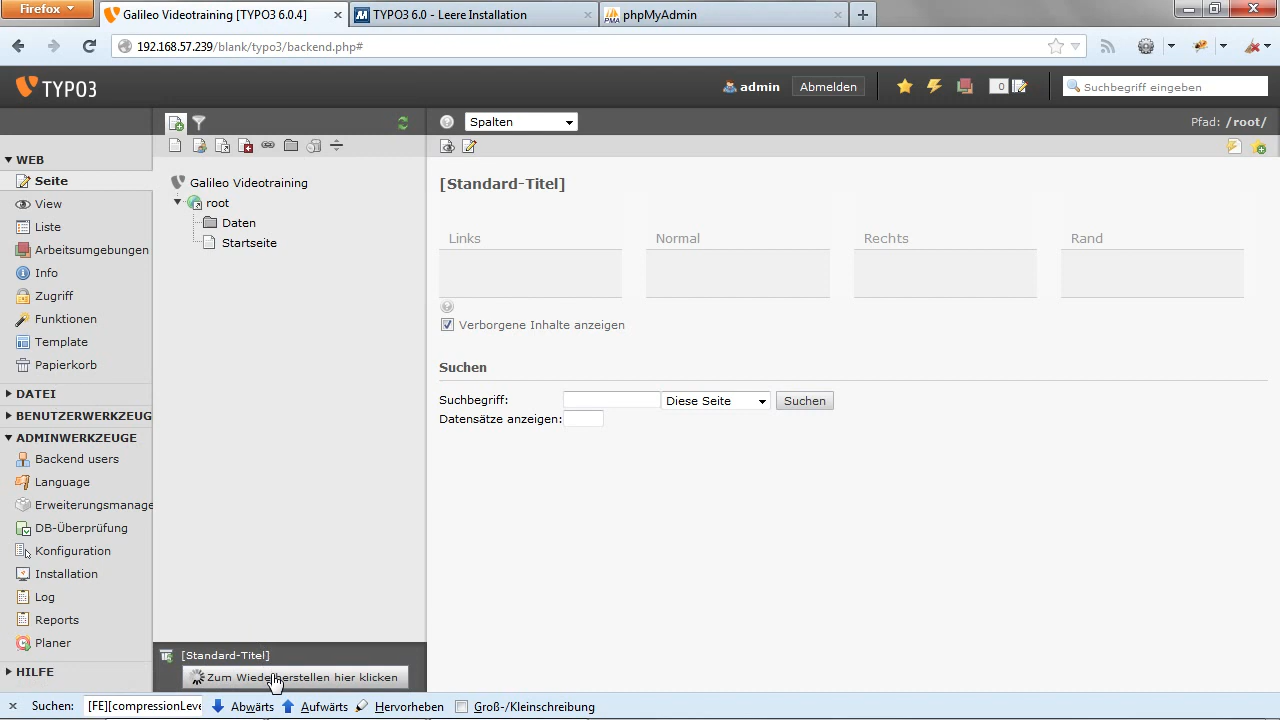 Firefox
Galileo Videotraining [TYPO3 6.0.4]
TYPO3 6.0 - Leere Installation
phpMyAdmin
192.168.57.239/blank/typo3/backend.php#
TYPO3
admin
Abmelden
0
Suchbegriff eingeben
Spalten
Pfad: /root/
WEB
Seite
View
Liste
Arbeitsumgebungen
Info
Zugriff
Funktionen
Template
Papierkorb
DATEI
BENUTZERWERKZEUG
ADMINWERKZEUGE
Backend users
Language
Erweiterungsmanage
DB-Überprüfung
Konfiguration
Installation
Log
Reports
Planer
HILFE
Galileo Videotraining
root
Daten
Startseite
[Standard-Titel]
Zum Wiederherstellen hier klicken
[Standard-Titel]
Links
Normal
Rechts
Rand
Verborgene Inhalte anzeigen
Suchen
Suchbegriff:
Diese Seite
Suchen
Datensätze anzeigen:
Suchen:
[FE][compressionLeve
Abwärts
Aufwärts
Hervorheben
Groß-/Kleinschreibung